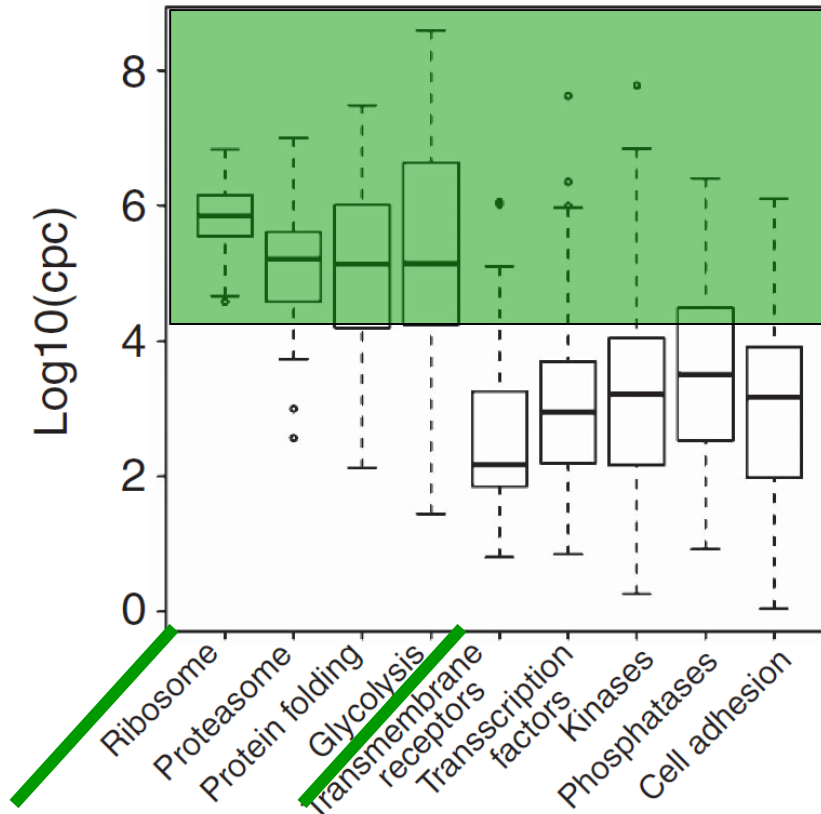 Log10(cpc)
8
6
4
2
0
Ribosome
Proteasome
Protein folding
Glycolysis
Transmembrane
receptors
Transscription
factors
Kinases
Phosphatases
Cell adhesion